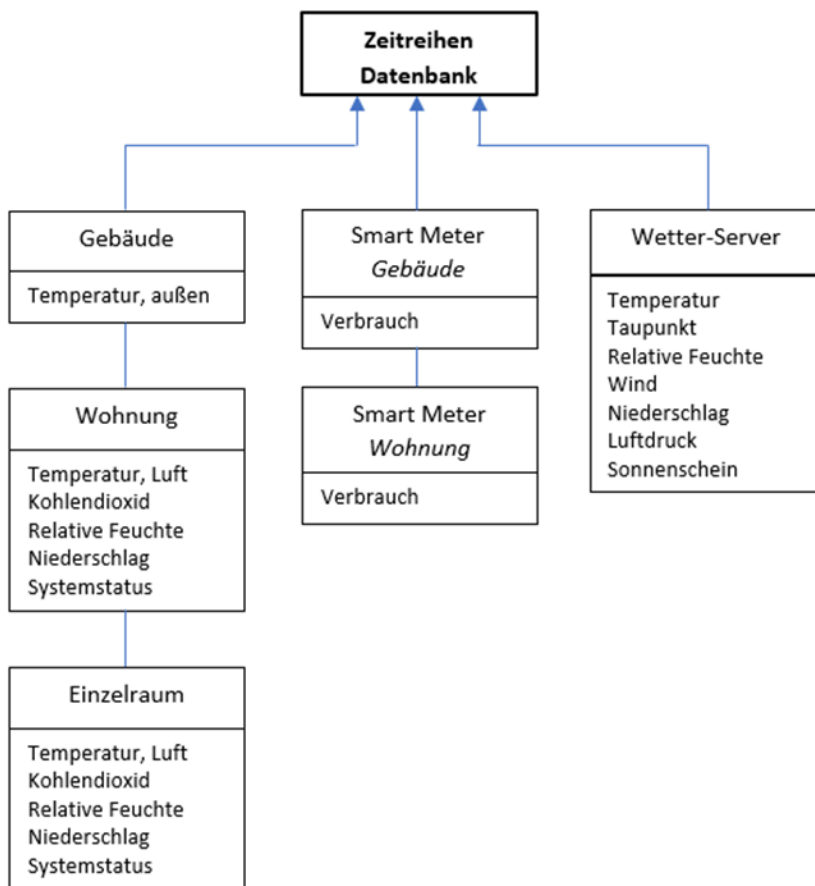 Zeitreihen
Datenbank
Gebäude
Temperatur, außen
Wohnung
Temperatur, Luft
Kohlendioxid
Relative Feuchte
Niederschlag
Systemstatus
Einzelraum
Temperatur, Luft
Kohlendioxid
Relative Feuchte
Niederschlag
Systemstatus
Smart Meter
Gebäude
Verbrauch
Smart Meter
Wohnung
Verbrauch
Wetter-Server
Temperatur
Taupunkt
Relative Feuchte
Wind
Niederschlag
Luftdruck
Sonnenschein